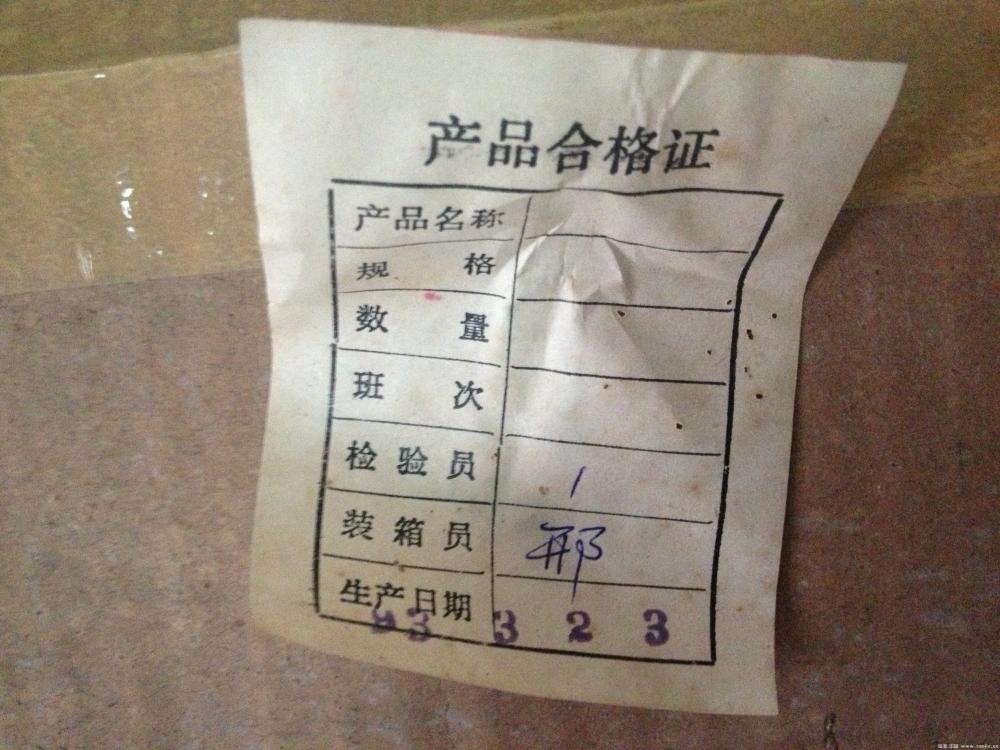 产品合格证
产品名称
规格
数量
班次
检验员 1
装箱员 邢
生产日期
93 3 2 3